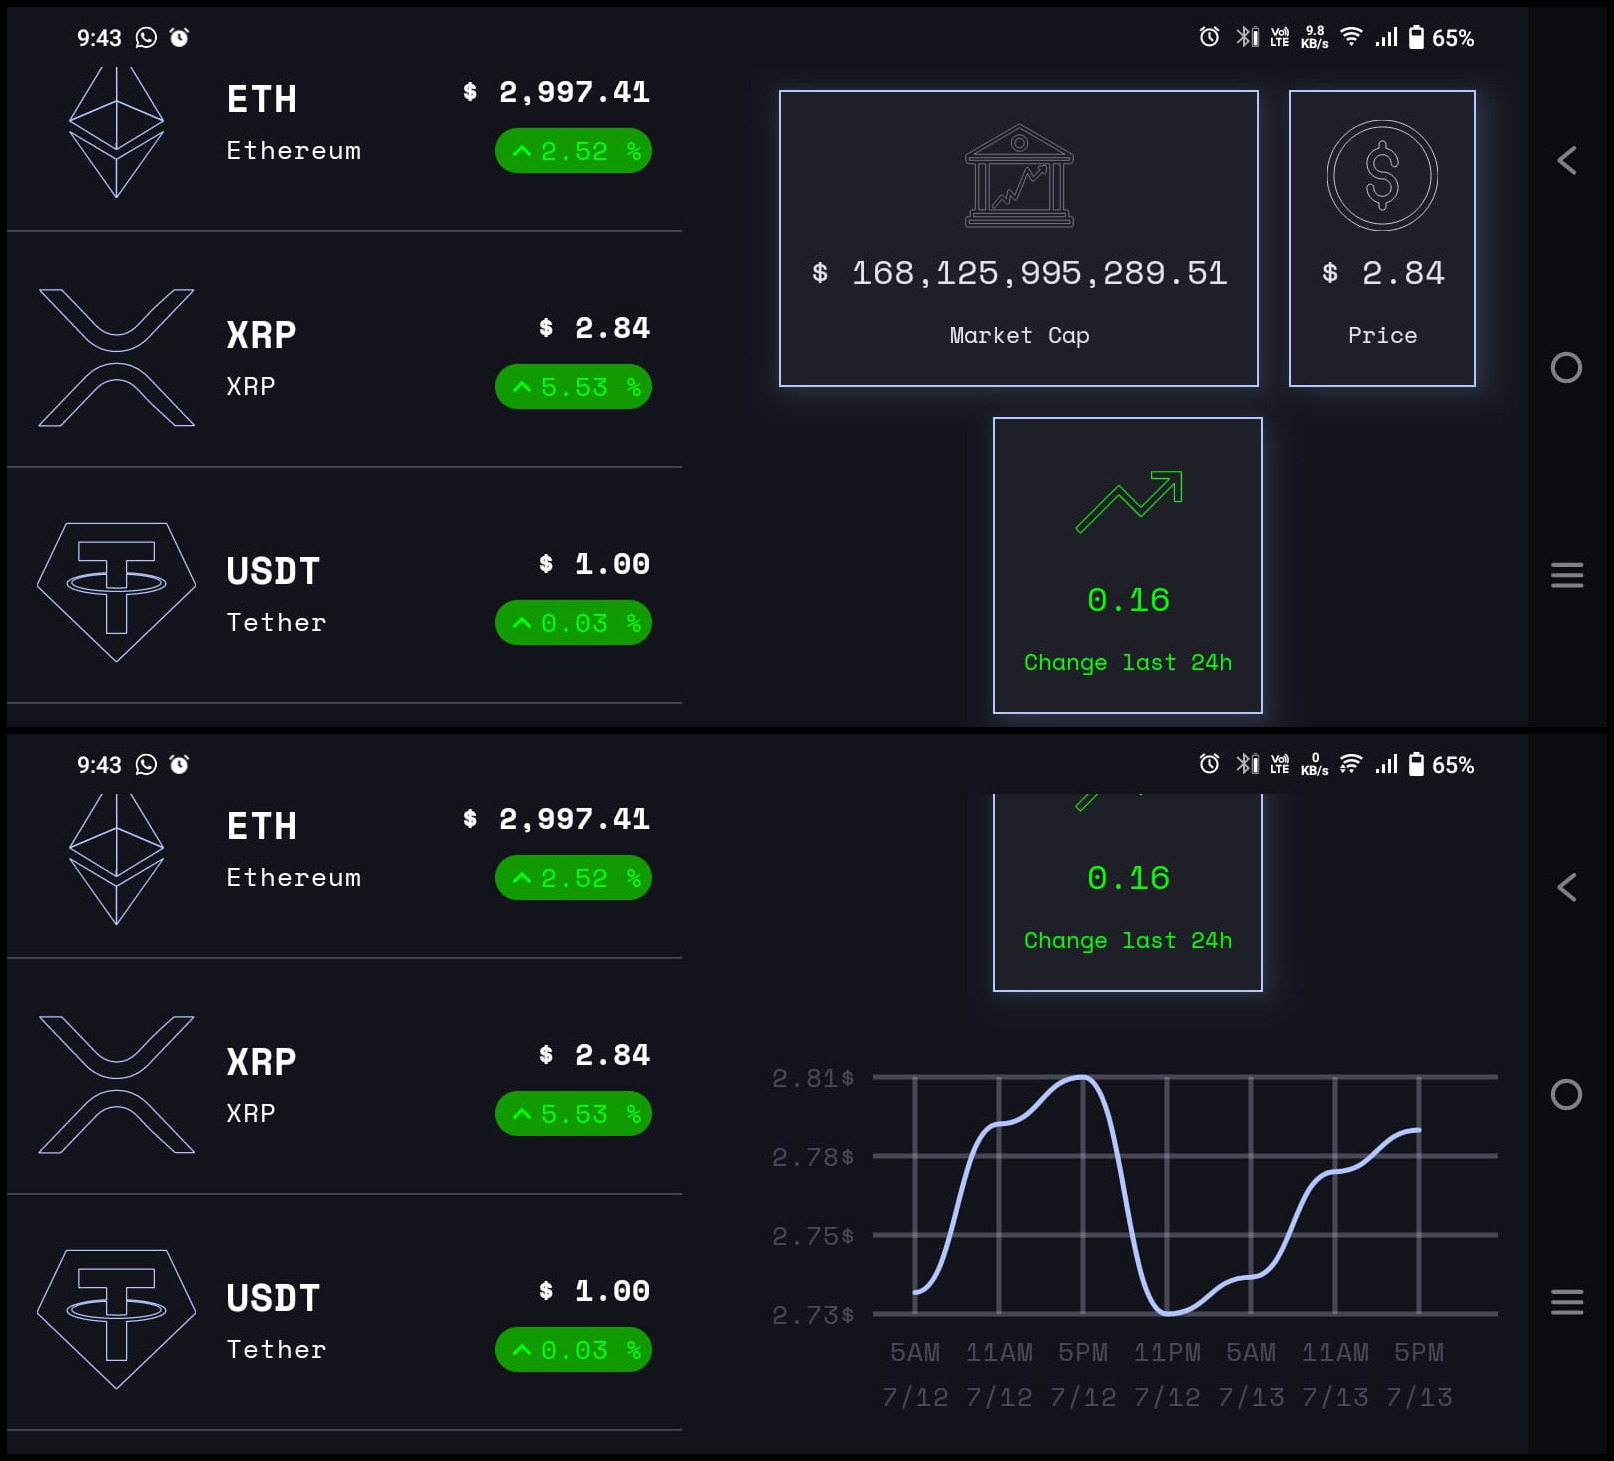 9:43
Vo) LTE 9.8 KB/s 65%
ETH $ 2,997.41
Ethereum 2.52 %
XRP $ 2.84
XRP 5.53 %
USDT $ 1.00
Tether 0.03 %
$ 168,125,995,289.51
Market Cap
$ 2.84
Price
0.16
Change last 24h
9:43
Vo) LTE 0 KB/s 65%
ETH $ 2,997.41
Ethereum 2.52 %
XRP $ 2.84
XRP 5.53 %
USDT $ 1.00
Tether 0.03 %
0.16
Change last 24h
2.81$
2.78$
2.75$
2.73$
5AM 11AM 5PM 11PM 5AM 11AM 5PM
7/12 7/12 7/12 7/12 7/13 7/13 7/13